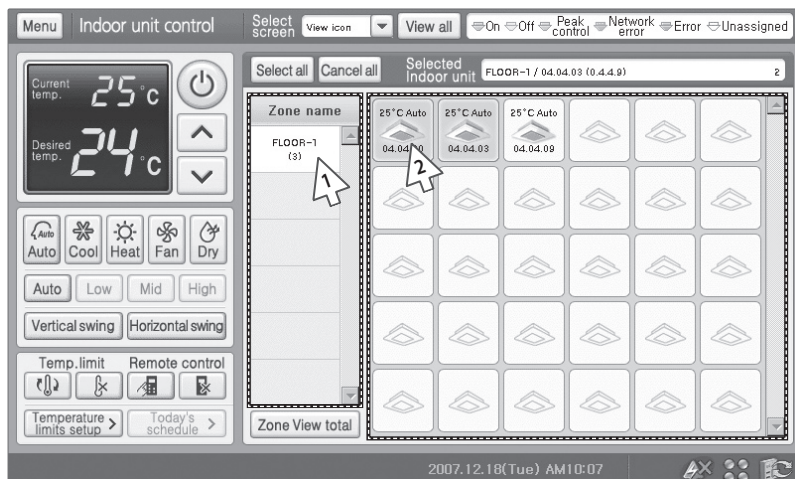 Menu Indoor unit control Select screen View icon View all On Off Peak control Network error Error Unassigned
Select all Cancel all Selected Indoor unit FLOOR-1 / 04.04.03 (0.4.4.9) 2
Current temp. 25°C
Desired temp. 24°C
Auto
Auto Cool Heat Fan Dry
Auto Low Mid High
Vertical swing Horizontal swing
Temp.limit Remote control
Temperature limits setup > Today's schedule >
Zone name
FLOOR-1
(3)
1
Zone View total
25°C Auto 25°C Auto 25°C Auto
04.04.03 04.04.09
2
2007.12.18(Tue) AM10:07